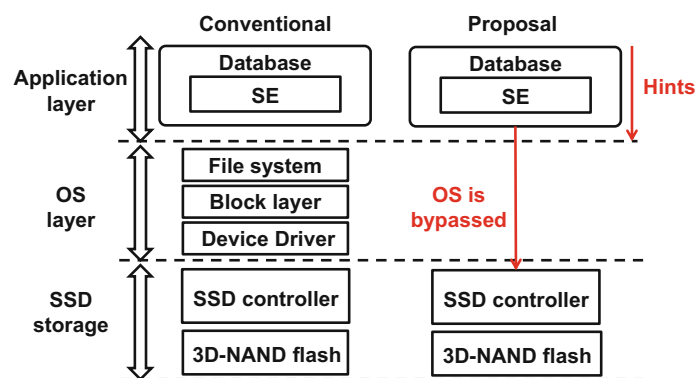 Conventional
Proposal
Application
layer
Database
SE
Database
SE
Hints
OS
layer
File system
Block layer
Device Driver
OS is
bypassed
SSD
storage
SSD controller
3D-NAND flash
SSD controller
3D-NAND flash